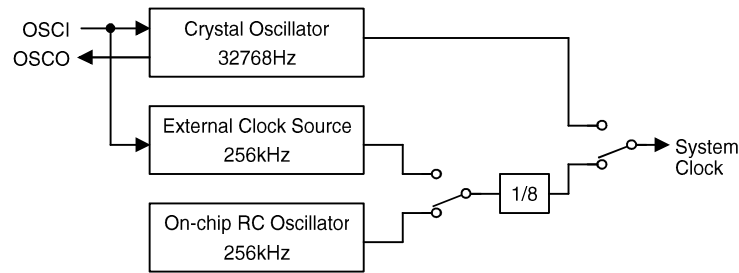 OSCI
OSCO
Crystal Oscillator
32768Hz
External Clock Source
256kHz
On-chip RC Oscillator
256kHz
1/8
System
Clock